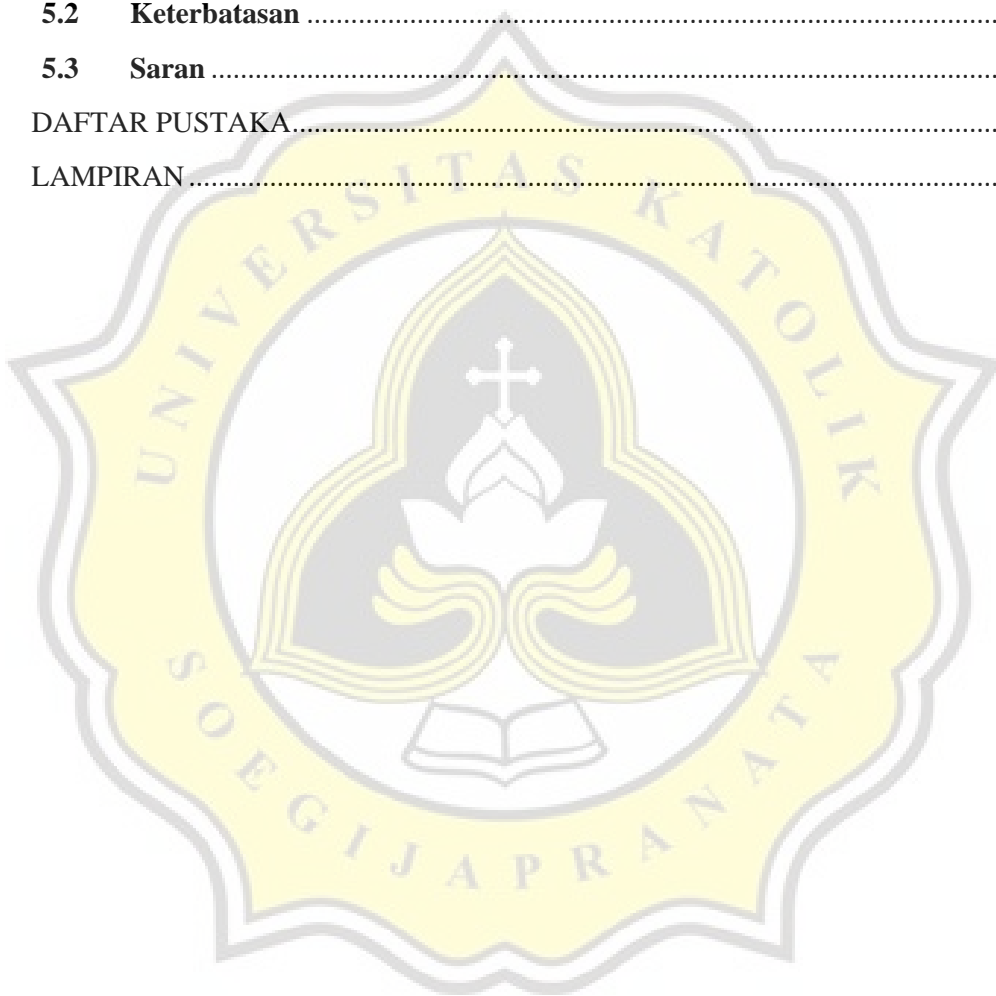 5.2 Keterbatasan ........................................................................................................
5.3 Saran ........................................................................................................
DAFTAR PUSTAKA ........................................................................................................
LAMPIRAN ........................................................................................................
UNIVERSITAS KATOLIK
SOEGIJAPRANATA